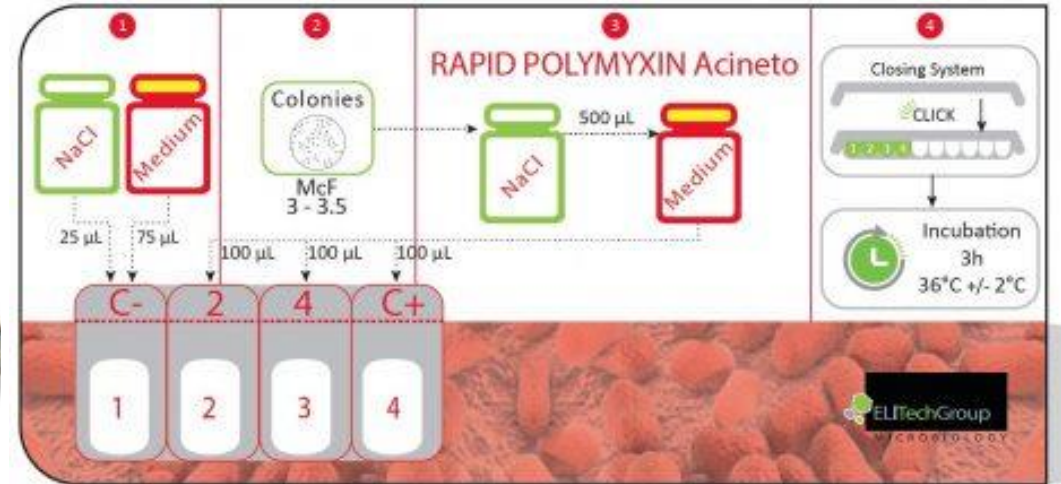 1
2
3
4
RAPID POLYMYXIN Acineto
NaCl
Medium
Colonies
McF
3 - 3.5
NaCl
500 µL
Medium
Closing System
CLICK
1 2 3 4
Incubation
3h
36°C +/- 2°C
25 µL
75 µL
100 µL
100 µL
100 µL
C-
2
4
C+
1
2
3
4
ELITechGroup
MICROBIOLOGY